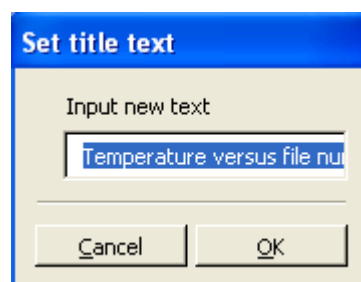 Set title text
Input new text
Temperature versus file
Cancel
OK